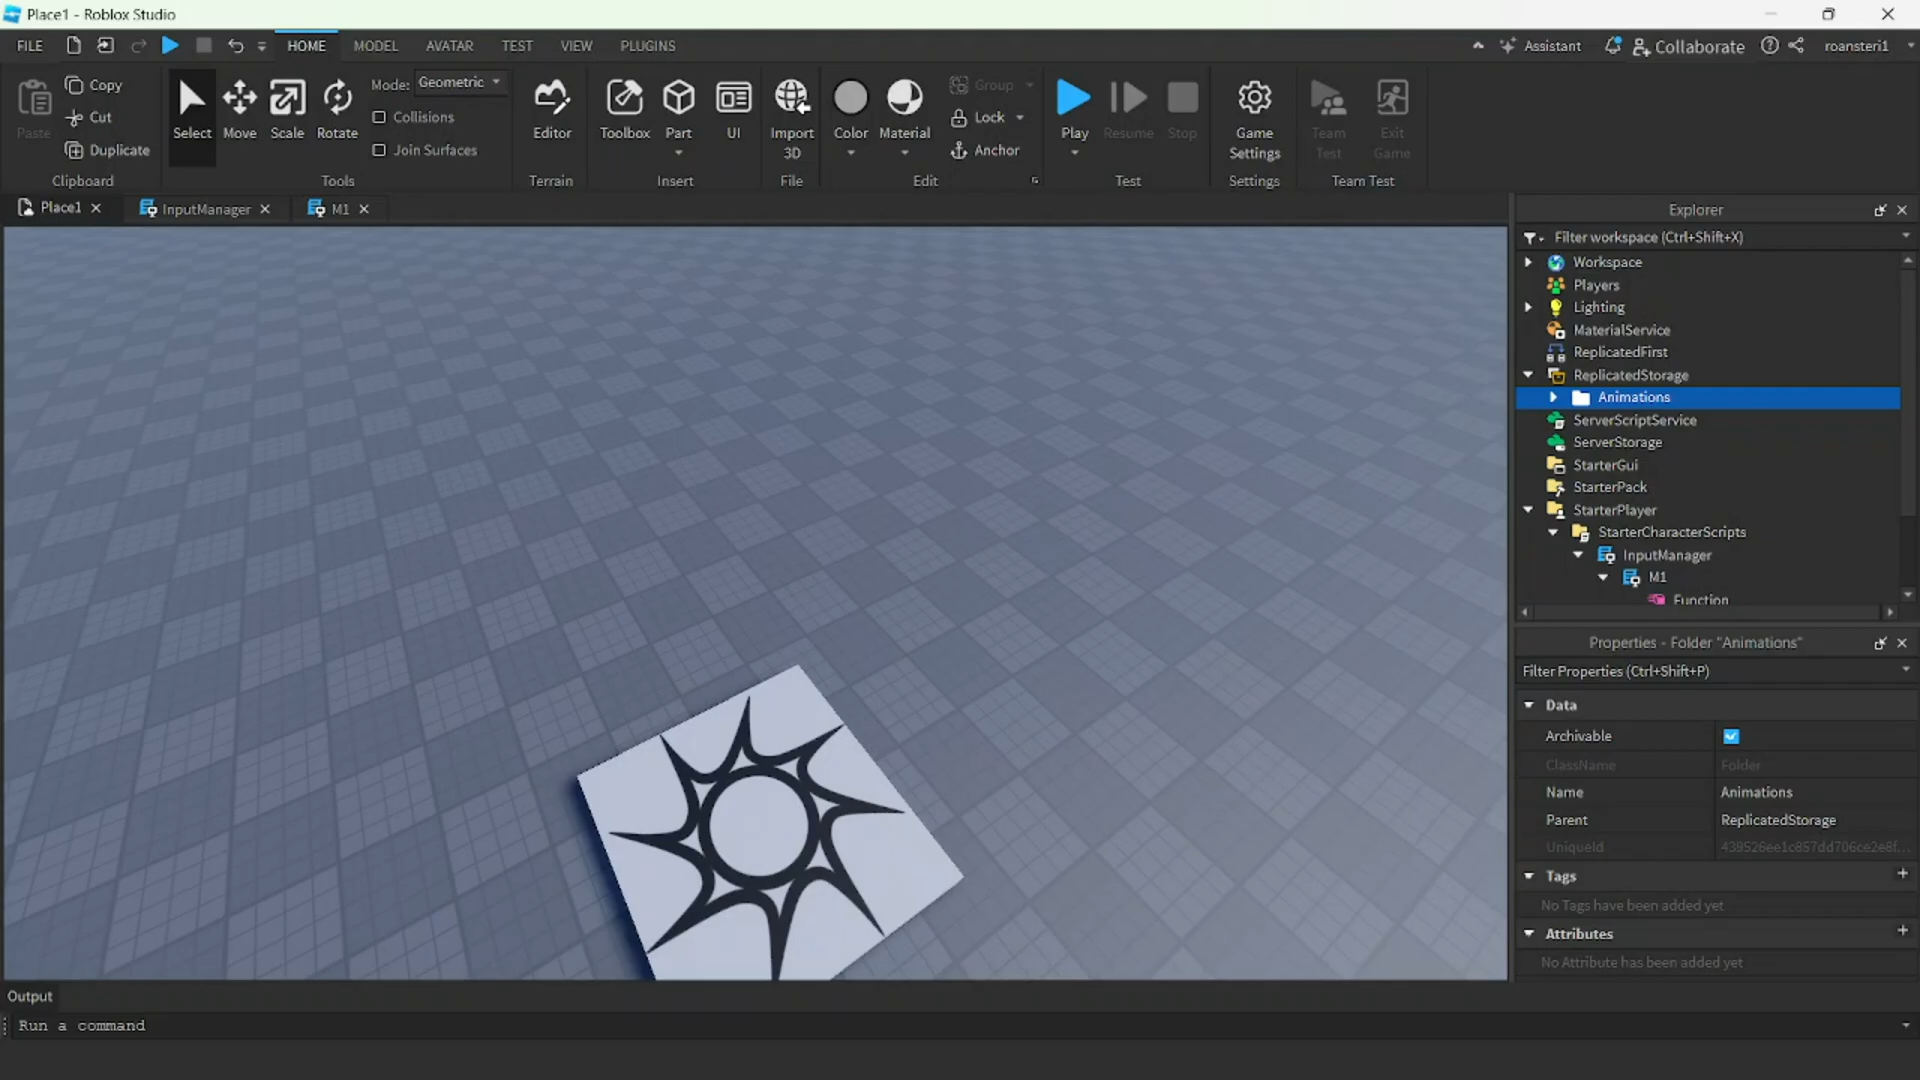 Place1 - Roblox Studio
FILE HOME MODEL AVATAR TEST VIEW PLUGINS Assistant Collaborate roansteri1
Paste
Copy
Cut
Duplicate
Clipboard
Select
Move
Scale
Rotate
Mode: Geometric
Collisions
Join Surfaces
Tools
Editor
Terrain
Toolbox
Part
UI
Insert
Import
3D
File
Color
Material
Group
Lock
Anchor
Edit
Play
Resume
Stop
Test
Game
Settings
Settings
Team
Test
Exit
Game
Team Test
Place1 InputManager M1
Explorer
Filter workspace (Ctrl+Shift+X)
Workspace
Players
Lighting
MaterialService
ReplicatedFirst
ReplicatedStorage
Animations
ServerScriptService
ServerStorage
StarterGui
StarterPack
StarterPlayer
StarterCharacterScripts
InputManager
M1
Function
Properties - Folder "Animations"
Filter Properties (Ctrl+Shift+P)
Data
Archivable
ClassName Folder
Name Animations
Parent ReplicatedStorage
UniqueId 439526ee1c857dd706ce2e8f...
Tags
No Tags have been added yet
Attributes
No Attribute has been added yet
Output
Run a command